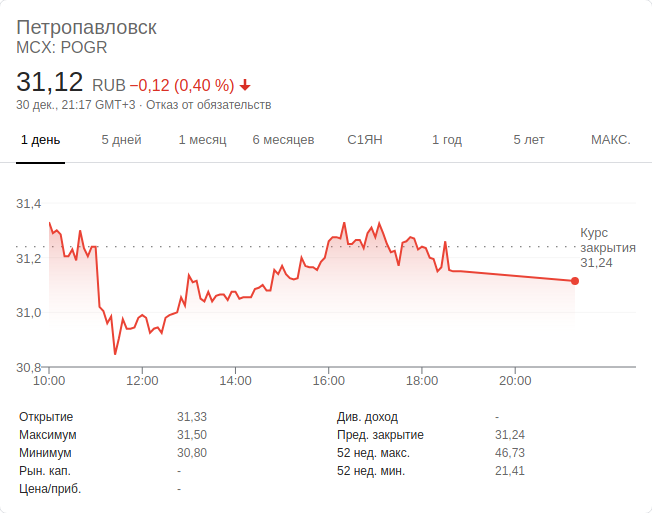 Петропавловск
MCX: POGR
31,12 RUB −0,12 (0,40 %)
30 дек., 21:17 GMT+3 · Отказ от обязательств
1 день 5 дней 1 месяц 6 месяцев С1ЯН 1 год 5 лет МАКС.
31,4
Курс
закрытия
31,24
31,2
31,0
30,8
10:00 12:00 14:00 16:00 18:00 20:00
Открытие 31,33 Див. доход -
Максимум 31,50 Пред. закрытие 31,24
Минимум 30,80 52 нед. макс. 46,73
Рын. кап. - 52 нед. мин. 21,41
Цена/приб. -